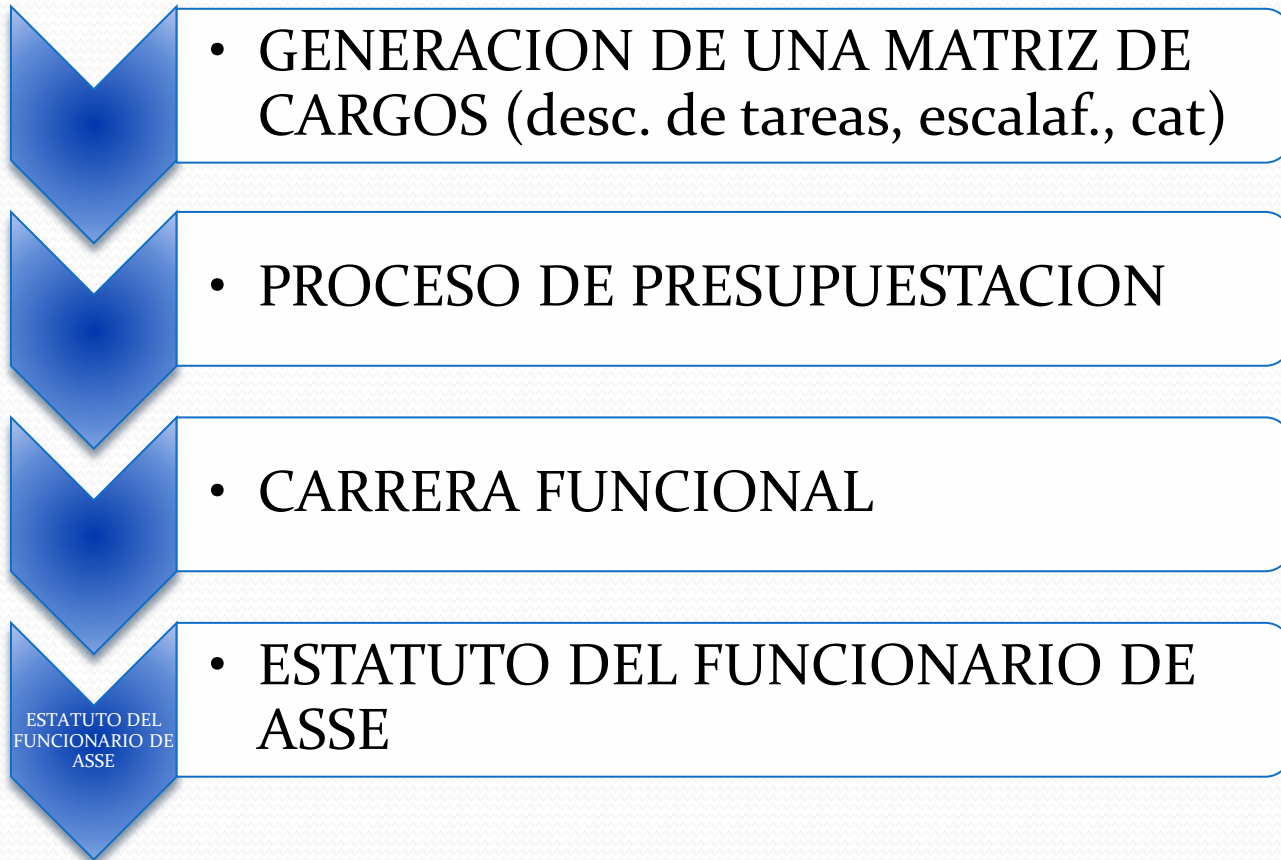 • GENERACION DE UNA MATRIZ DE
CARGOS (desc. de tareas, escalaf., cat)
• PROCESO DE PRESUPUESTACION
• CARRERA FUNCIONAL
ESTATUTO DEL
FUNCIONARIO DE
ASSE
• ESTATUTO DEL FUNCIONARIO DE
ASSE